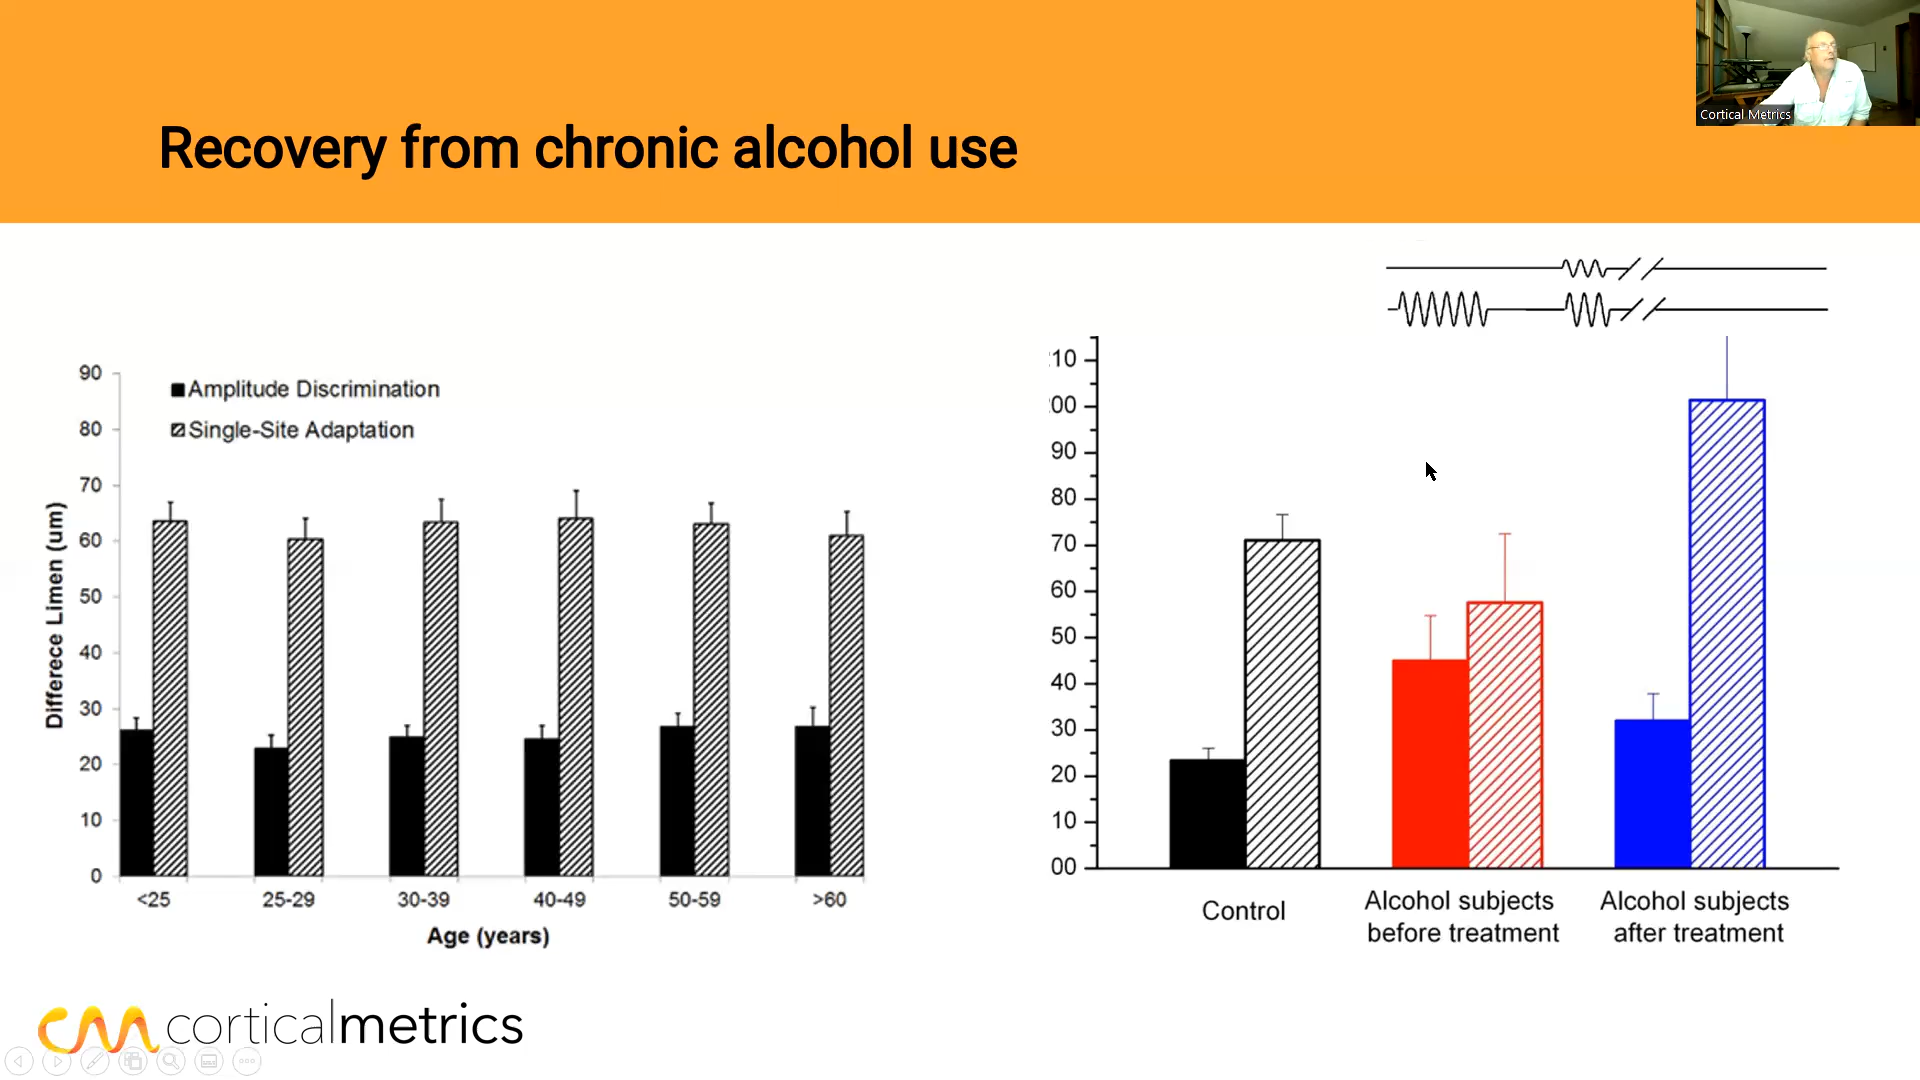 Cortical Metrics
Recovery from chronic alcohol use
90
80
70
60
50
40
30
20
10
0
Differece Limen (um)
Amplitude Discrimination
Single-Site Adaptation
<25 25-29 30-39 40-49 50-59 >60
Age (years)
10
00
90
80
70
60
50
40
30
20
10
00
Control
Alcohol subjects
before treatment
Alcohol subjects
after treatment
corticalmetrics